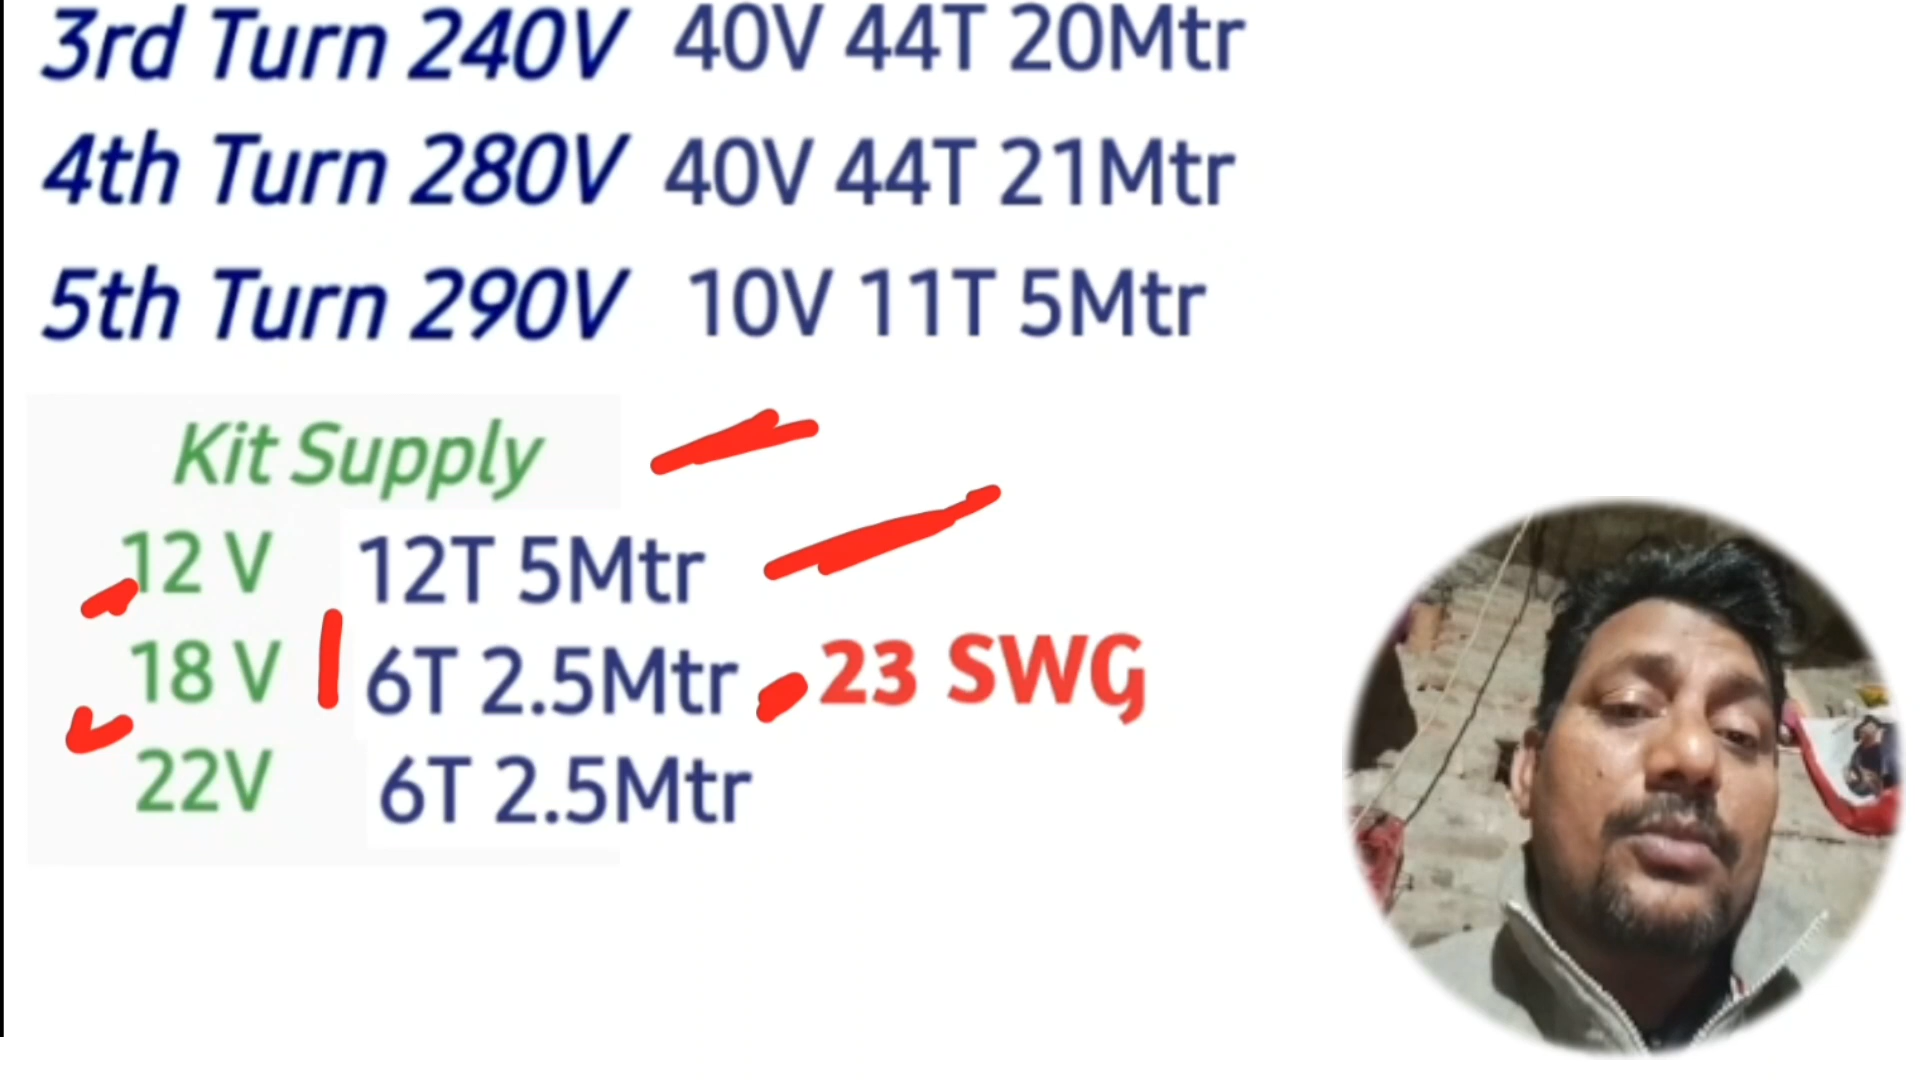 3rd Turn 240V 40V 44T 20Mtr
4th Turn 280V 40V 44T 21Mtr
5th Turn 290V 10V 11T 5Mtr
Kit Supply
12 V 12T 5Mtr
18 V 6T 2.5Mtr 23 SWG
22V 6T 2.5Mtr